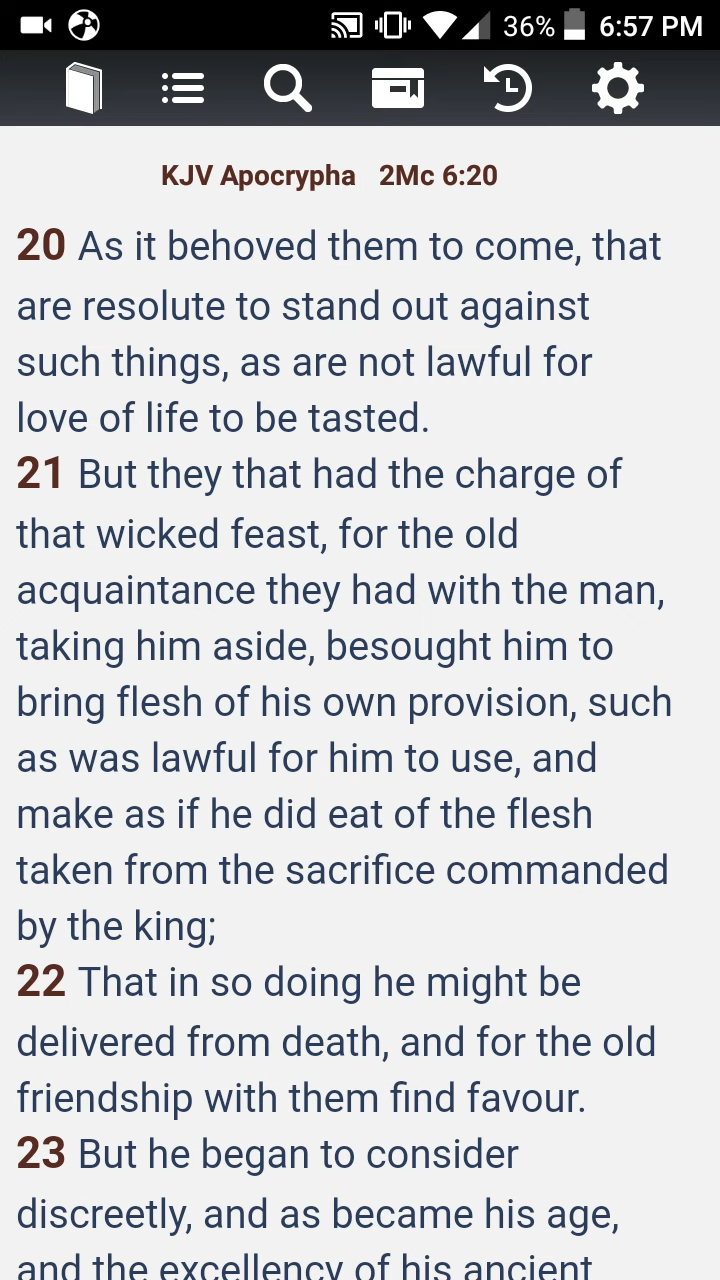 36% 6:57 PM
KJV Apocrypha 2Mc 6:20
20 As it behoved them to come, that
are resolute to stand out against
such things, as are not lawful for
love of life to be tasted.
21 But they that had the charge of
that wicked feast, for the old
acquaintance they had with the man,
taking him aside, besought him to
bring flesh of his own provision, such
as was lawful for him to use, and
make as if he did eat of the flesh
taken from the sacrifice commanded
by the king;
22 That in so doing he might be
delivered from death, and for the old
friendship with them find favour.
23 But he began to consider
discreetly, and as became his age,
and the excellency of his ancient